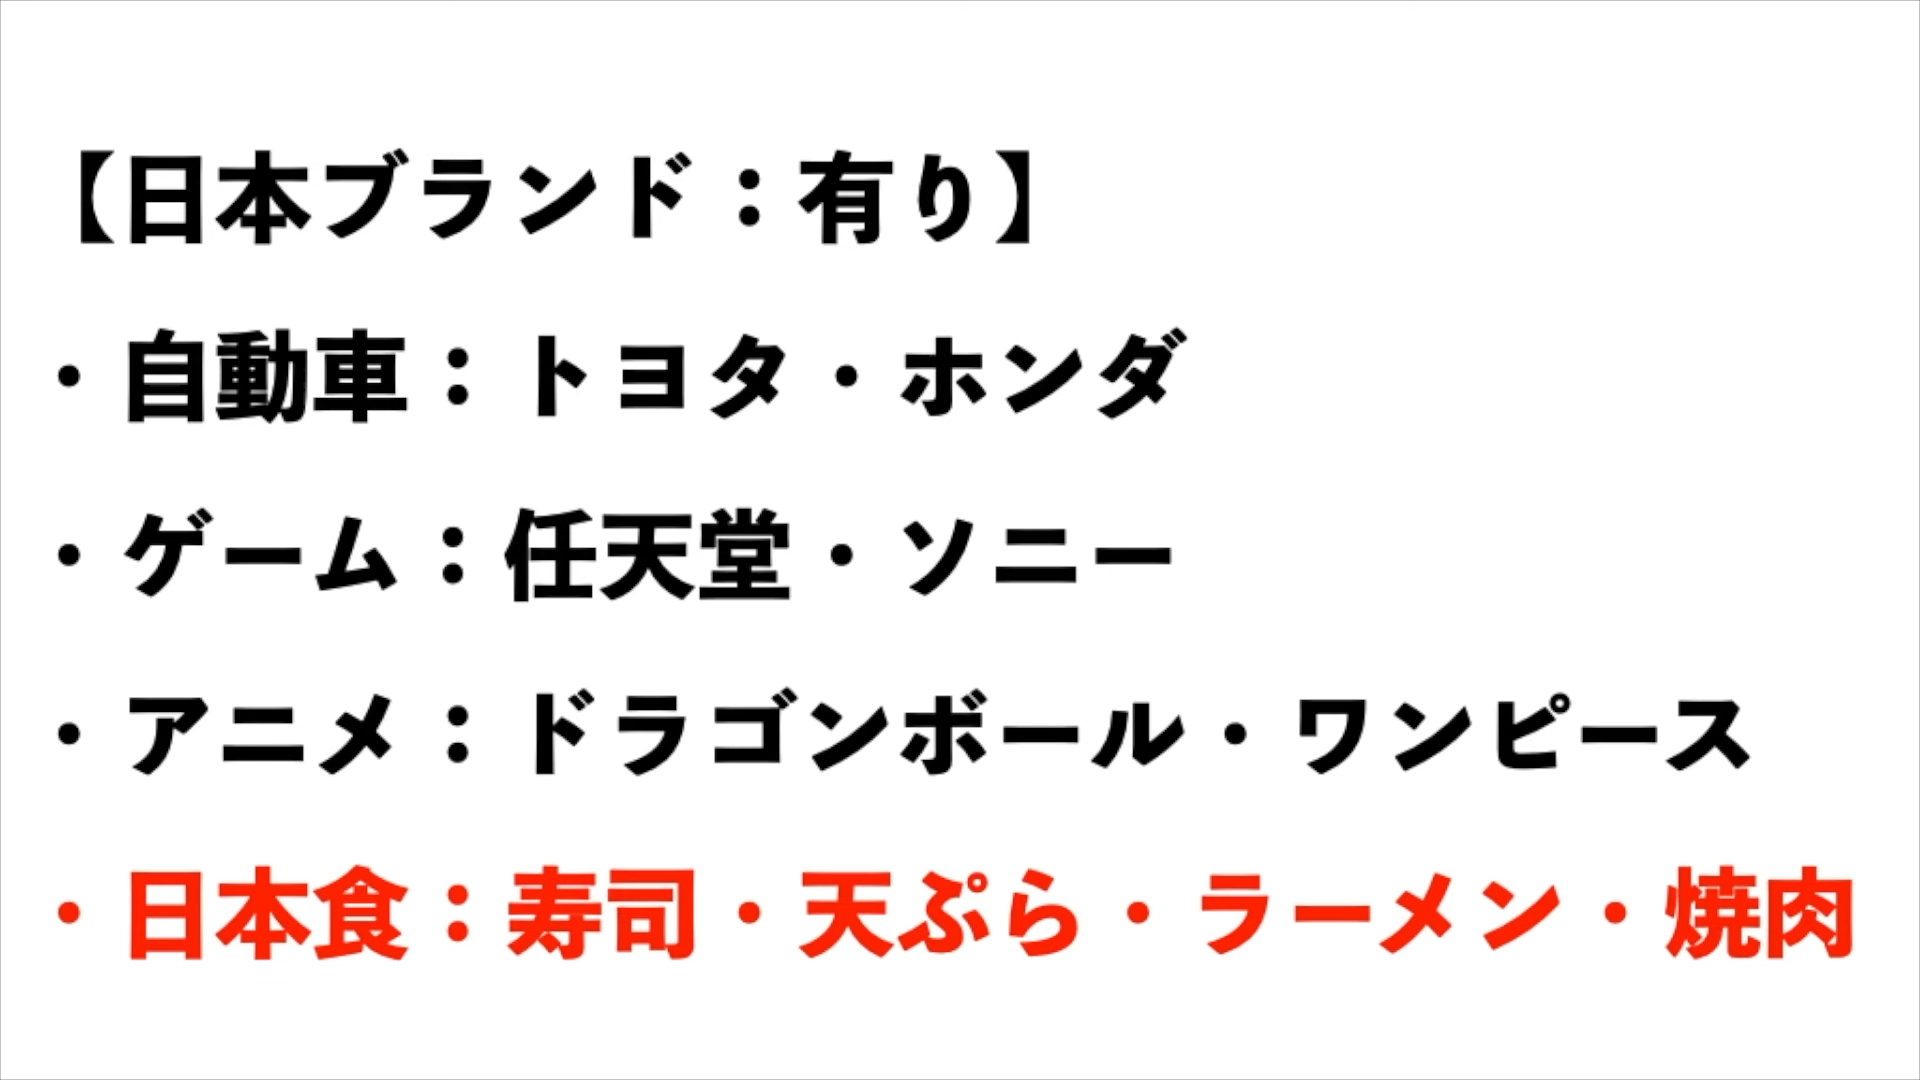 【日本ブランド：有り】
・自動車：トヨタ・ホンダ
・ゲーム：任天堂・ソニー
・アニメ：ドラゴンボール・ワンピース
・日本食：寿司・天ぷら・ラーメン・焼肉